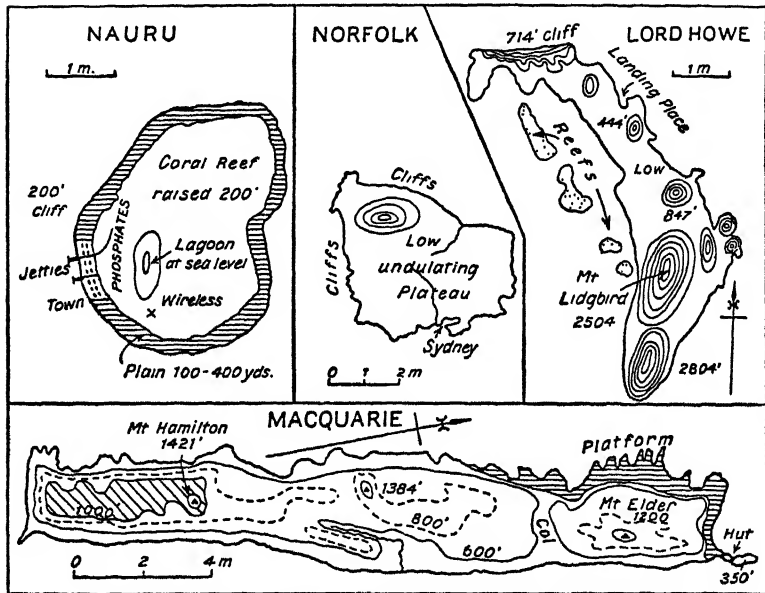 NAURU
1 m.
Coral Reef
raised 200'
200'
cliff
PHOSPHATES
Lagoon
at sea level
Jetties
Town
Wireless
Plain 100-400 yds.
NORFOLK
Cliffs
Cliffs
Low
undulating
Plateau
Sydney
0 1 2 m
LORD HOWE
714' cliff
1 m
Landing
Place
444'
Reefs
Low
847'
Mt
Lidgbird
2504
2804'
MACQUARIE
Mt Hamilton
1421'
1000
1384'
800'
600'
Col
Platform
Mt Elder
1200
Hut
350'
0 2 4 m